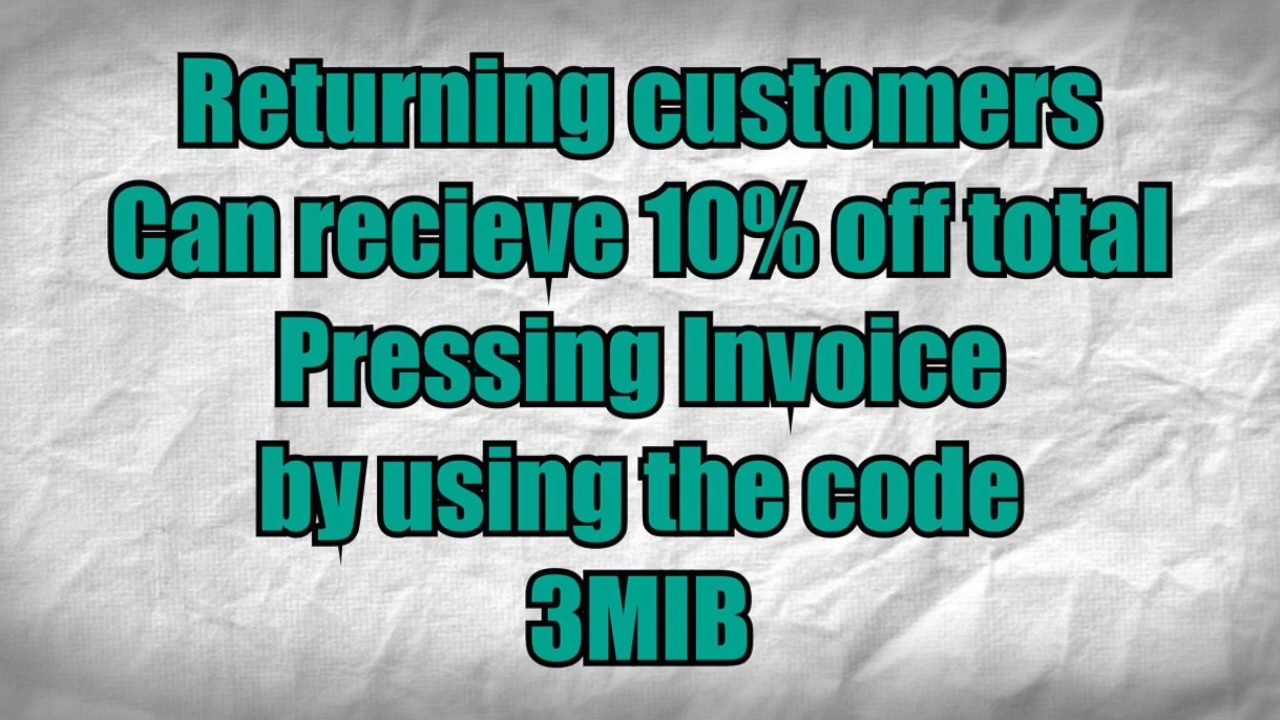 Returning customers
Can recieve 10% off total
Pressing Invoice
by using the code
3MIB